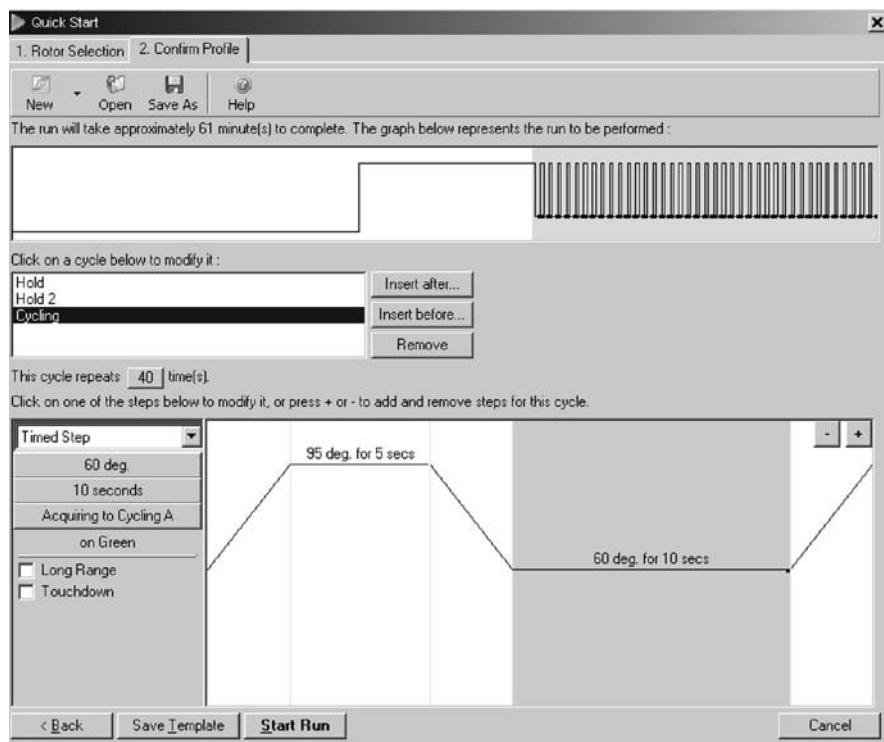 Quick Start
1. Rotor Selection 2. Confirm Profile
New Open Save As Help
The run will take approximately 61 minute(s) to complete. The graph below represents the run to be performed :
Click on a cycle below to modify it :
Hold
Hold 2
Cycling
Insert after...
Insert before...
Remove
This cycle repeats 40 time(s).
Click on one of the steps below to modify it, or press + or - to add and remove steps for this cycle.
Timed Step
60 deg.
10 seconds
Acquiring to Cycling A
on Green
Long Range
Touchdown
95 deg. for 5 secs
60 deg. for 10 secs
- +
< Back Save Template Start Run Cancel